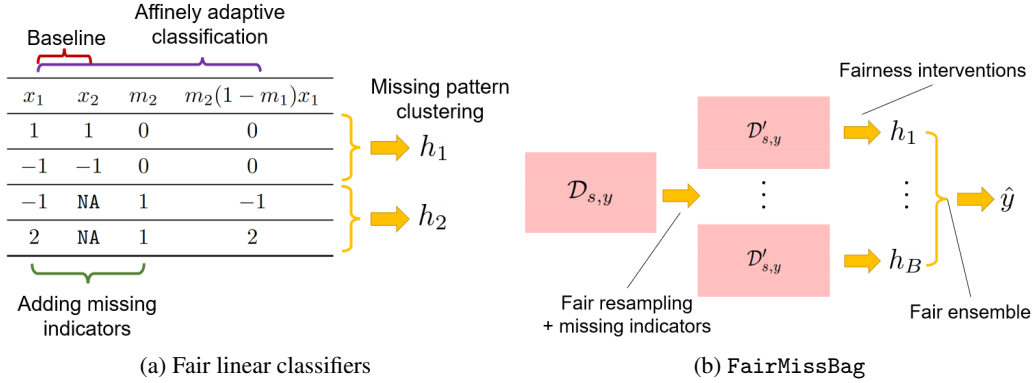 Affinely adaptive
classification
Baseline
x₁ x₂ m₂ m₂(1 − m₁)x₁
1 1 0 0
−1 −1 0 0
−1 NA 1 −1
2 NA 1 2
Missing pattern
clustering
h₁
h₂
Adding missing
indicators
(a) Fair linear classifiers
Fairness interventions
𝒟ₛ,ᵧ
𝒟′ₛ,ᵧ
⋮
𝒟′ₛ,ᵧ
h₁
⋮
h_B
ŷ
Fair resampling
+ missing indicators
Fair ensemble
(b) FairMissBag